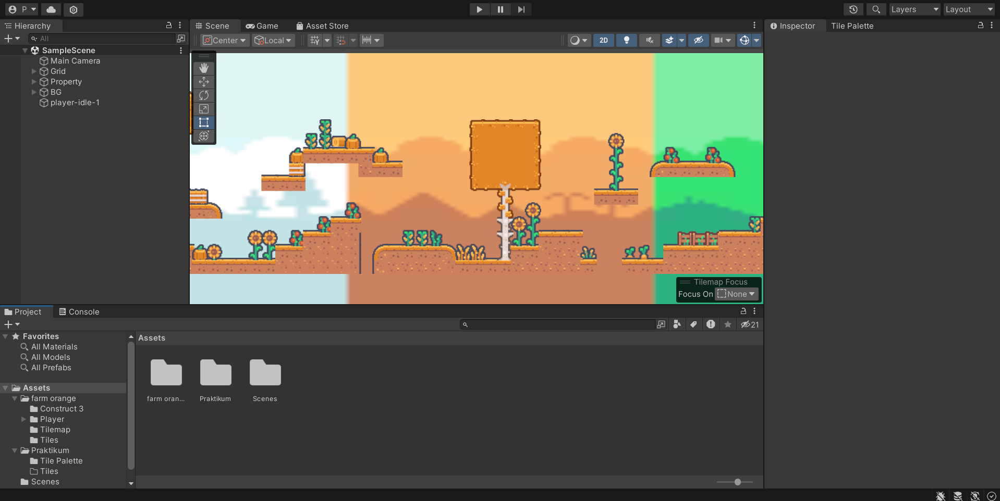 P
Layers
Layout
Hierarchy
Scene
Game
Asset Store
Inspector
Tile Palette
All
Center
Local
2D
SampleScene
Main Camera
Grid
Property
BG
player-idle-1
Tilemap Focus
Focus On
None
Project
Console
21
Favorites
All Materials
All Models
All Prefabs
Assets
farm orange
Construct 3
Player
Tilemap
Tiles
Praktikum
Tile Palette
Tiles
Scenes
Assets
farm oran...
Praktikum
Scenes